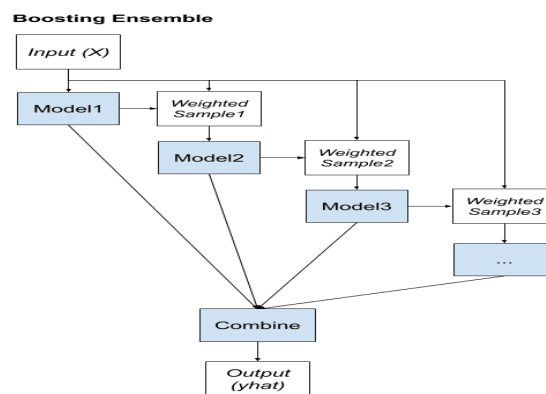 Boosting Ensemble
Input (X)
Model1
Weighted
Sample1
Model2
Weighted
Sample2
Model3
Weighted
Sample3
...
Combine
Output
(yhat)